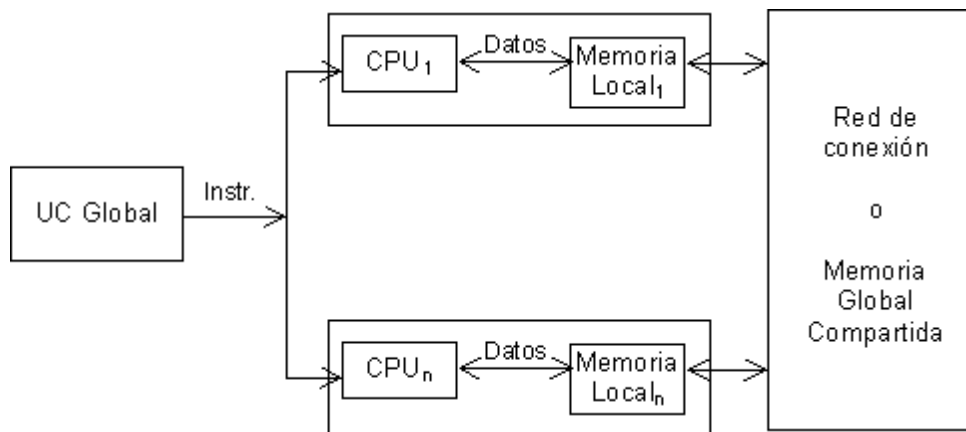 UC Global
Instr.
CPU1
Datos
Memoria
Local1
CPUn
Datos
Memoria
Localn
Red de
conexión
o
Memoria
Global
Compartida